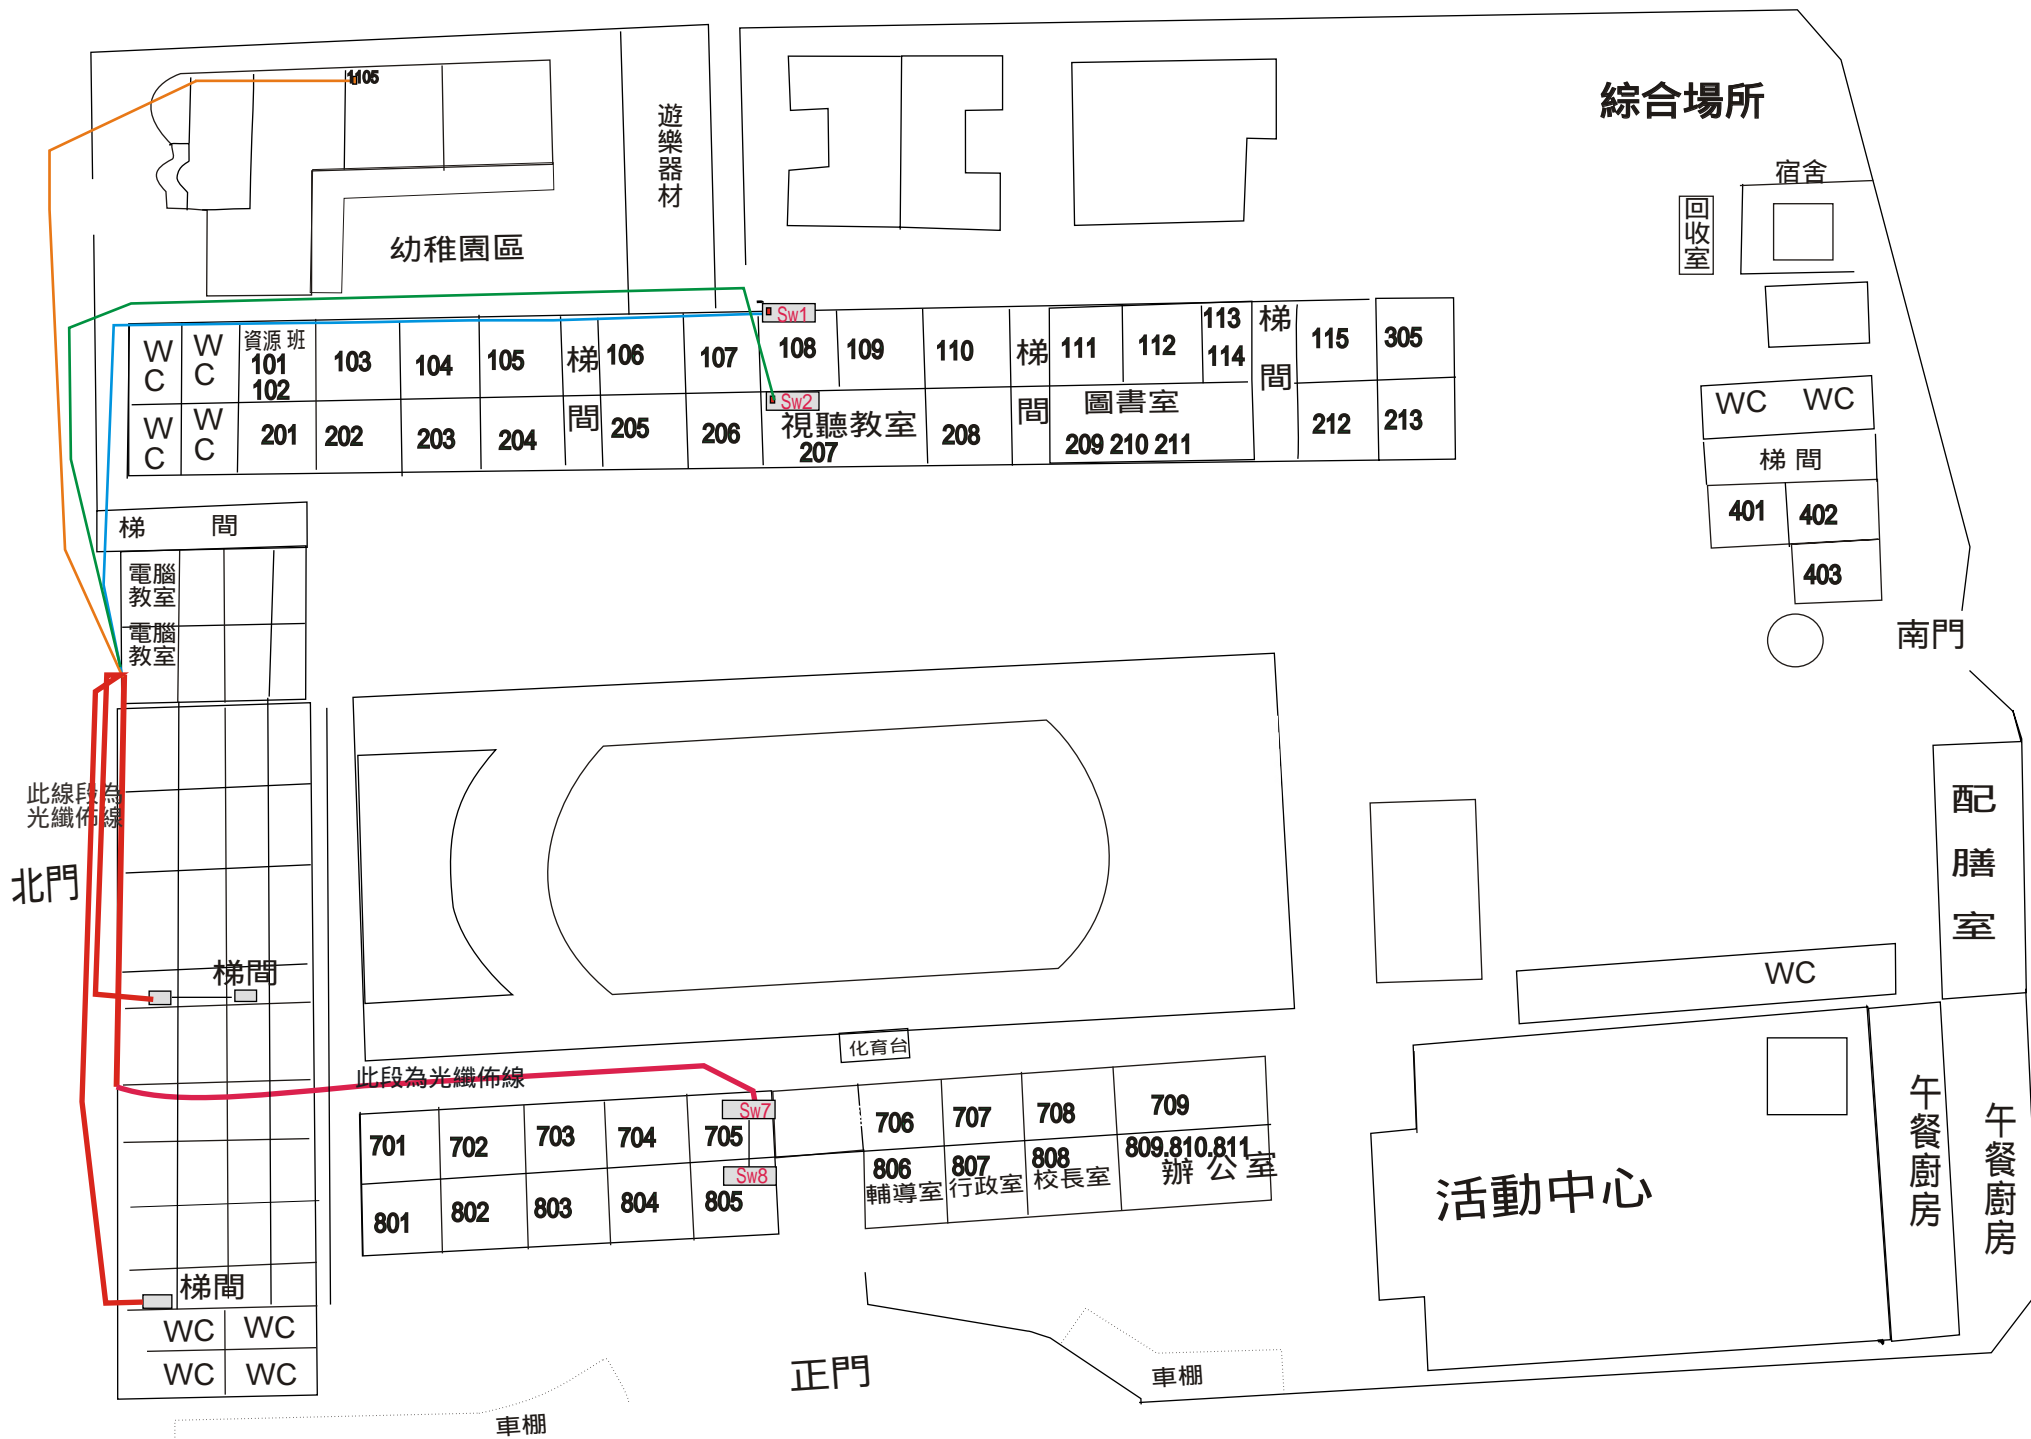 1105
綜合場所
遊樂器材
宿舍
回收室
幼稚園區
Sw1
WC
WC
資源 班
101
102
103
104
105
梯間
106
107
108
109
110
梯間
111
112
113
114
梯間
115
305
Sw2
WC
WC
201
202
203
204
205
206
視聽教室
207
208
圖書室
209 210 211
212
213
WC
WC
梯間
401
402
403
梯 間
電腦
教室
電腦
教室
南門
此線段為
光纖佈線
北門
配膳室
梯間
WC
化育台
此段為光纖佈線
Sw7
701
702
703
704
705
706
707
708
709
Sw8
801
802
803
804
805
806
輔導室
807
行政室
808
校長室
809.810.811
辦公室
活動中心
午餐廚房
午餐廚房
梯間
WC
WC
WC
WC
正門
車棚
車棚